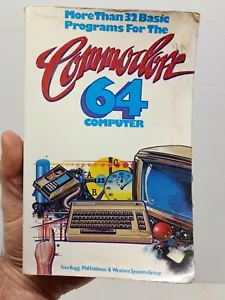 More Than 32 Basic
Programs For the
Commodore
64
COMPUTER
A
B
Tom Rugg, Phil Feldman & Western Systems Group